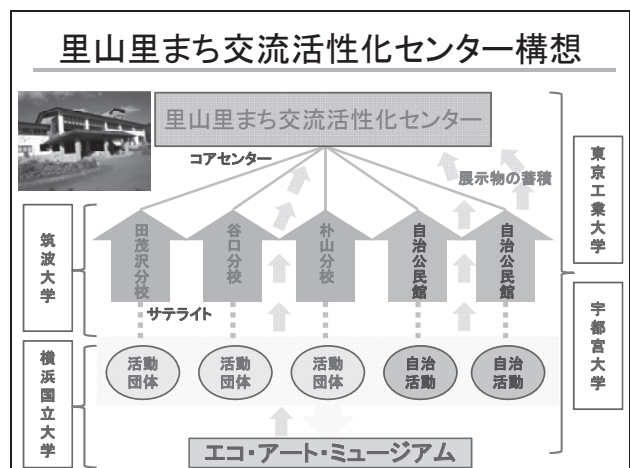 里山里まち交流活性化センター構想
里山里まち交流活性化センター
コアセンター
展示物の蓄積
東京工業大学
筑波大学
田茂沢分校
谷口分校
朴山分校
自治公民館
自治公民館
サテライト
宇都宮大学
横浜国立大学
活動
団体
活動
団体
活動
団体
自治
活動
自治
活動
エコ・アート・ミュージアム